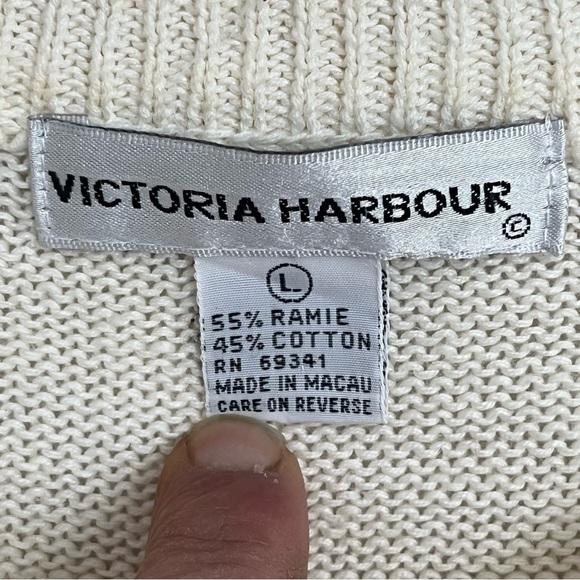 VICTORIA HARBOUR ©
L
55% RAMIE
45% COTTON
RN 69341
MADE IN MACAU
CARE ON REVERSE